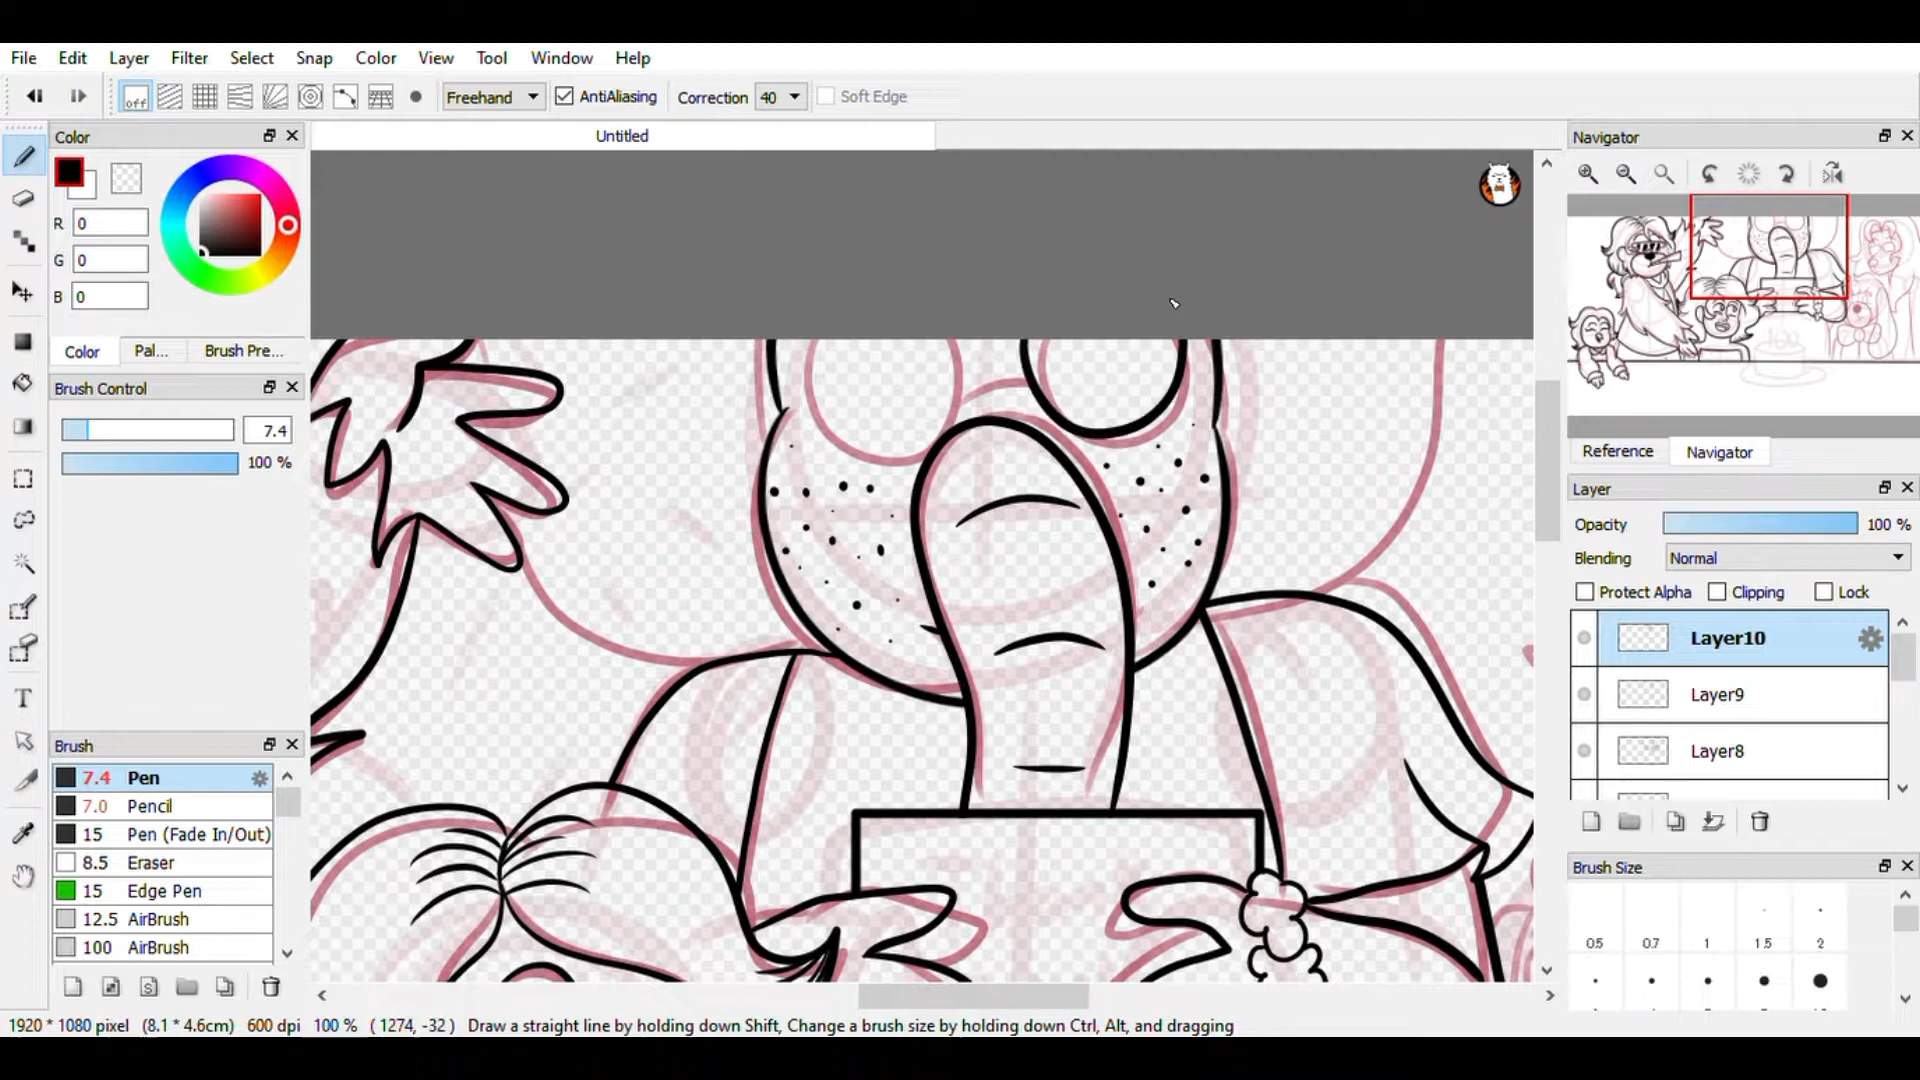 File Edit Layer Filter Select Snap Color View Tool Window Help
off Freehand AntiAliasing Correction 40 Soft Edge
Color
Untitled
Navigator
R 0
G 0
B 0
Color Pal... Brush Pre...
Brush Control
7.4
100 %
Reference Navigator
Layer
Opacity 100 %
Blending Normal
Protect Alpha Clipping Lock
Layer10
Layer9
Layer8
Brush
7.4 Pen
7.0 Pencil
15 Pen (Fade In/Out)
8.5 Eraser
15 Edge Pen
12.5 AirBrush
100 AirBrush
Brush Size
0.5 0.7 1 1.5 2
1920 * 1080 pixel (8.1 * 4.6cm) 600 dpi 100 % ( 1274, -32 ) Draw a straight line by holding down Shift, Change a brush size by holding down Ctrl, Alt, and dragging